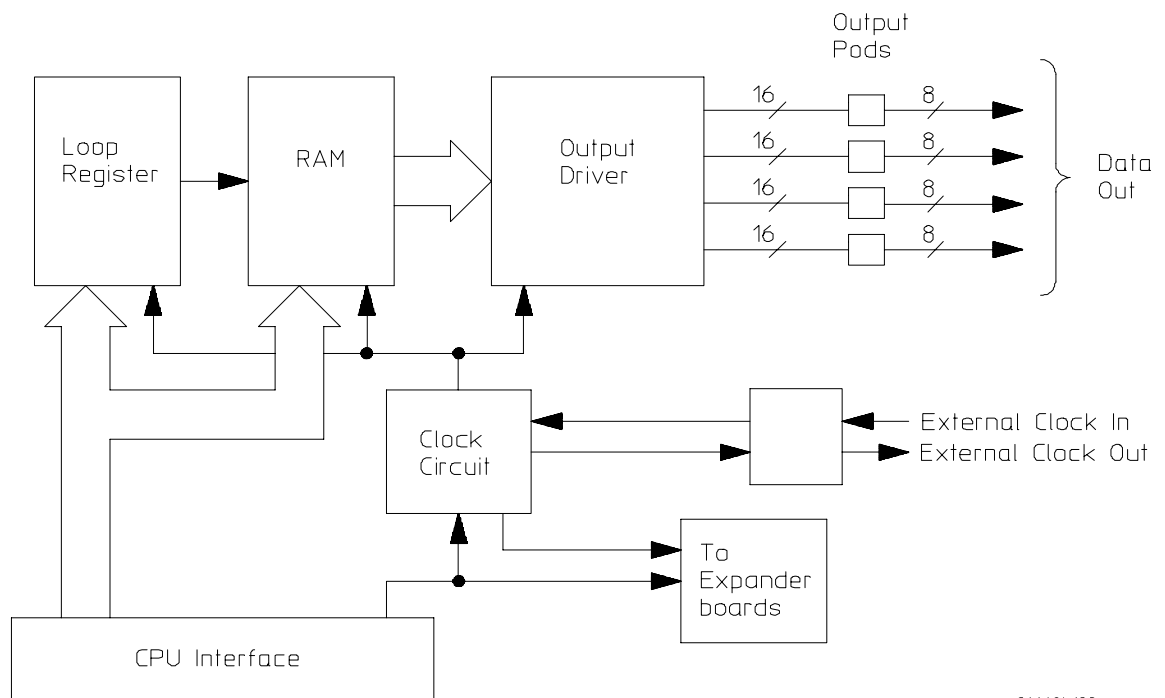 Output
Pods
16
8
Loop
Register
RAM
Output
Driver
16
8
16
8
16
8
Data
Out
Clock
Circuit
External Clock In
External Clock Out
To
Expander
boards
CPU Interface